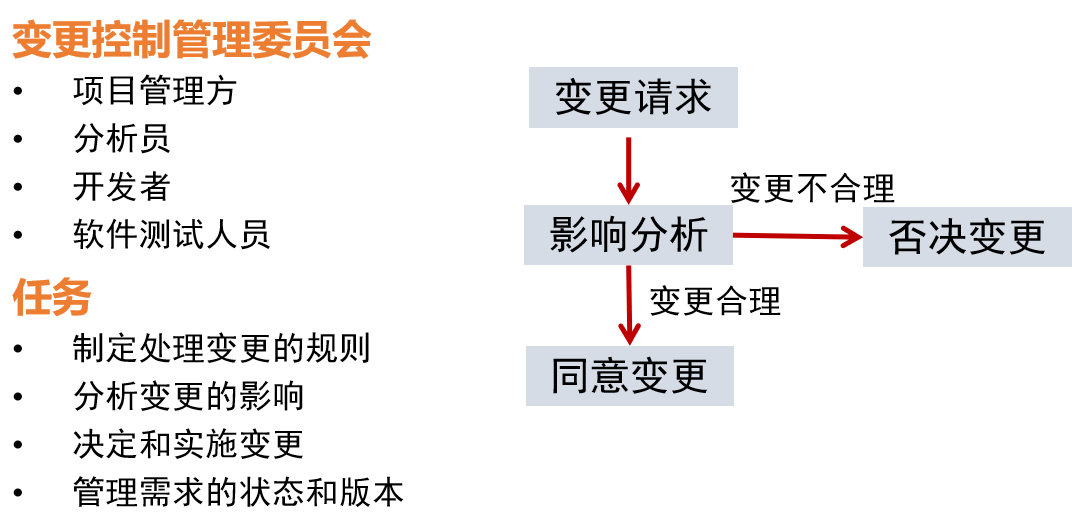 变更控制管理委员会
• 项目管理方
• 分析员
• 开发者
• 软件测试人员
任务
• 制定处理变更的规则
• 分析变更的影响
• 决定和实施变更
• 管理需求的状态和版本
变更请求
变更不合理
影响分析
否决变更
变更合理
同意变更